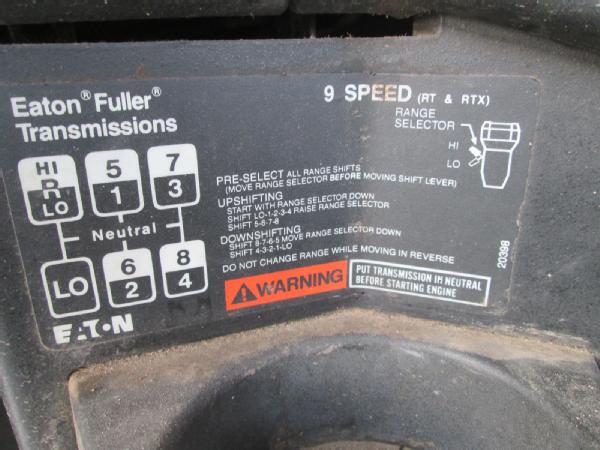 Eaton® Fuller®
Transmissions
9 SPEED (RT & RTX)
RANGE
SELECTOR
HI
LO
HI
R
LO
5
1
7
3
Neutral
LO
6
2
8
4
PRE-SELECT ALL RANGE SHIFTS
(MOVE RANGE SELECTOR BEFORE MOVING SHIFT LEVER)
UPSHIFTING
START WITH RANGE SELECTOR DOWN
SHIFT LO-1-2-3-4 RAISE RANGE SELECTOR
SHIFT 5-6-7-8
DOWNSHIFTING
SHIFT 8-7-6-5 MOVE RANGE SELECTOR DOWN
SHIFT 4-3-2-1-LO
DO NOT CHANGE RANGE WHILE MOVING IN REVERSE
WARNING
PUT TRANSMISSION IN NEUTRAL
BEFORE STARTING ENGINE
20398
EATON